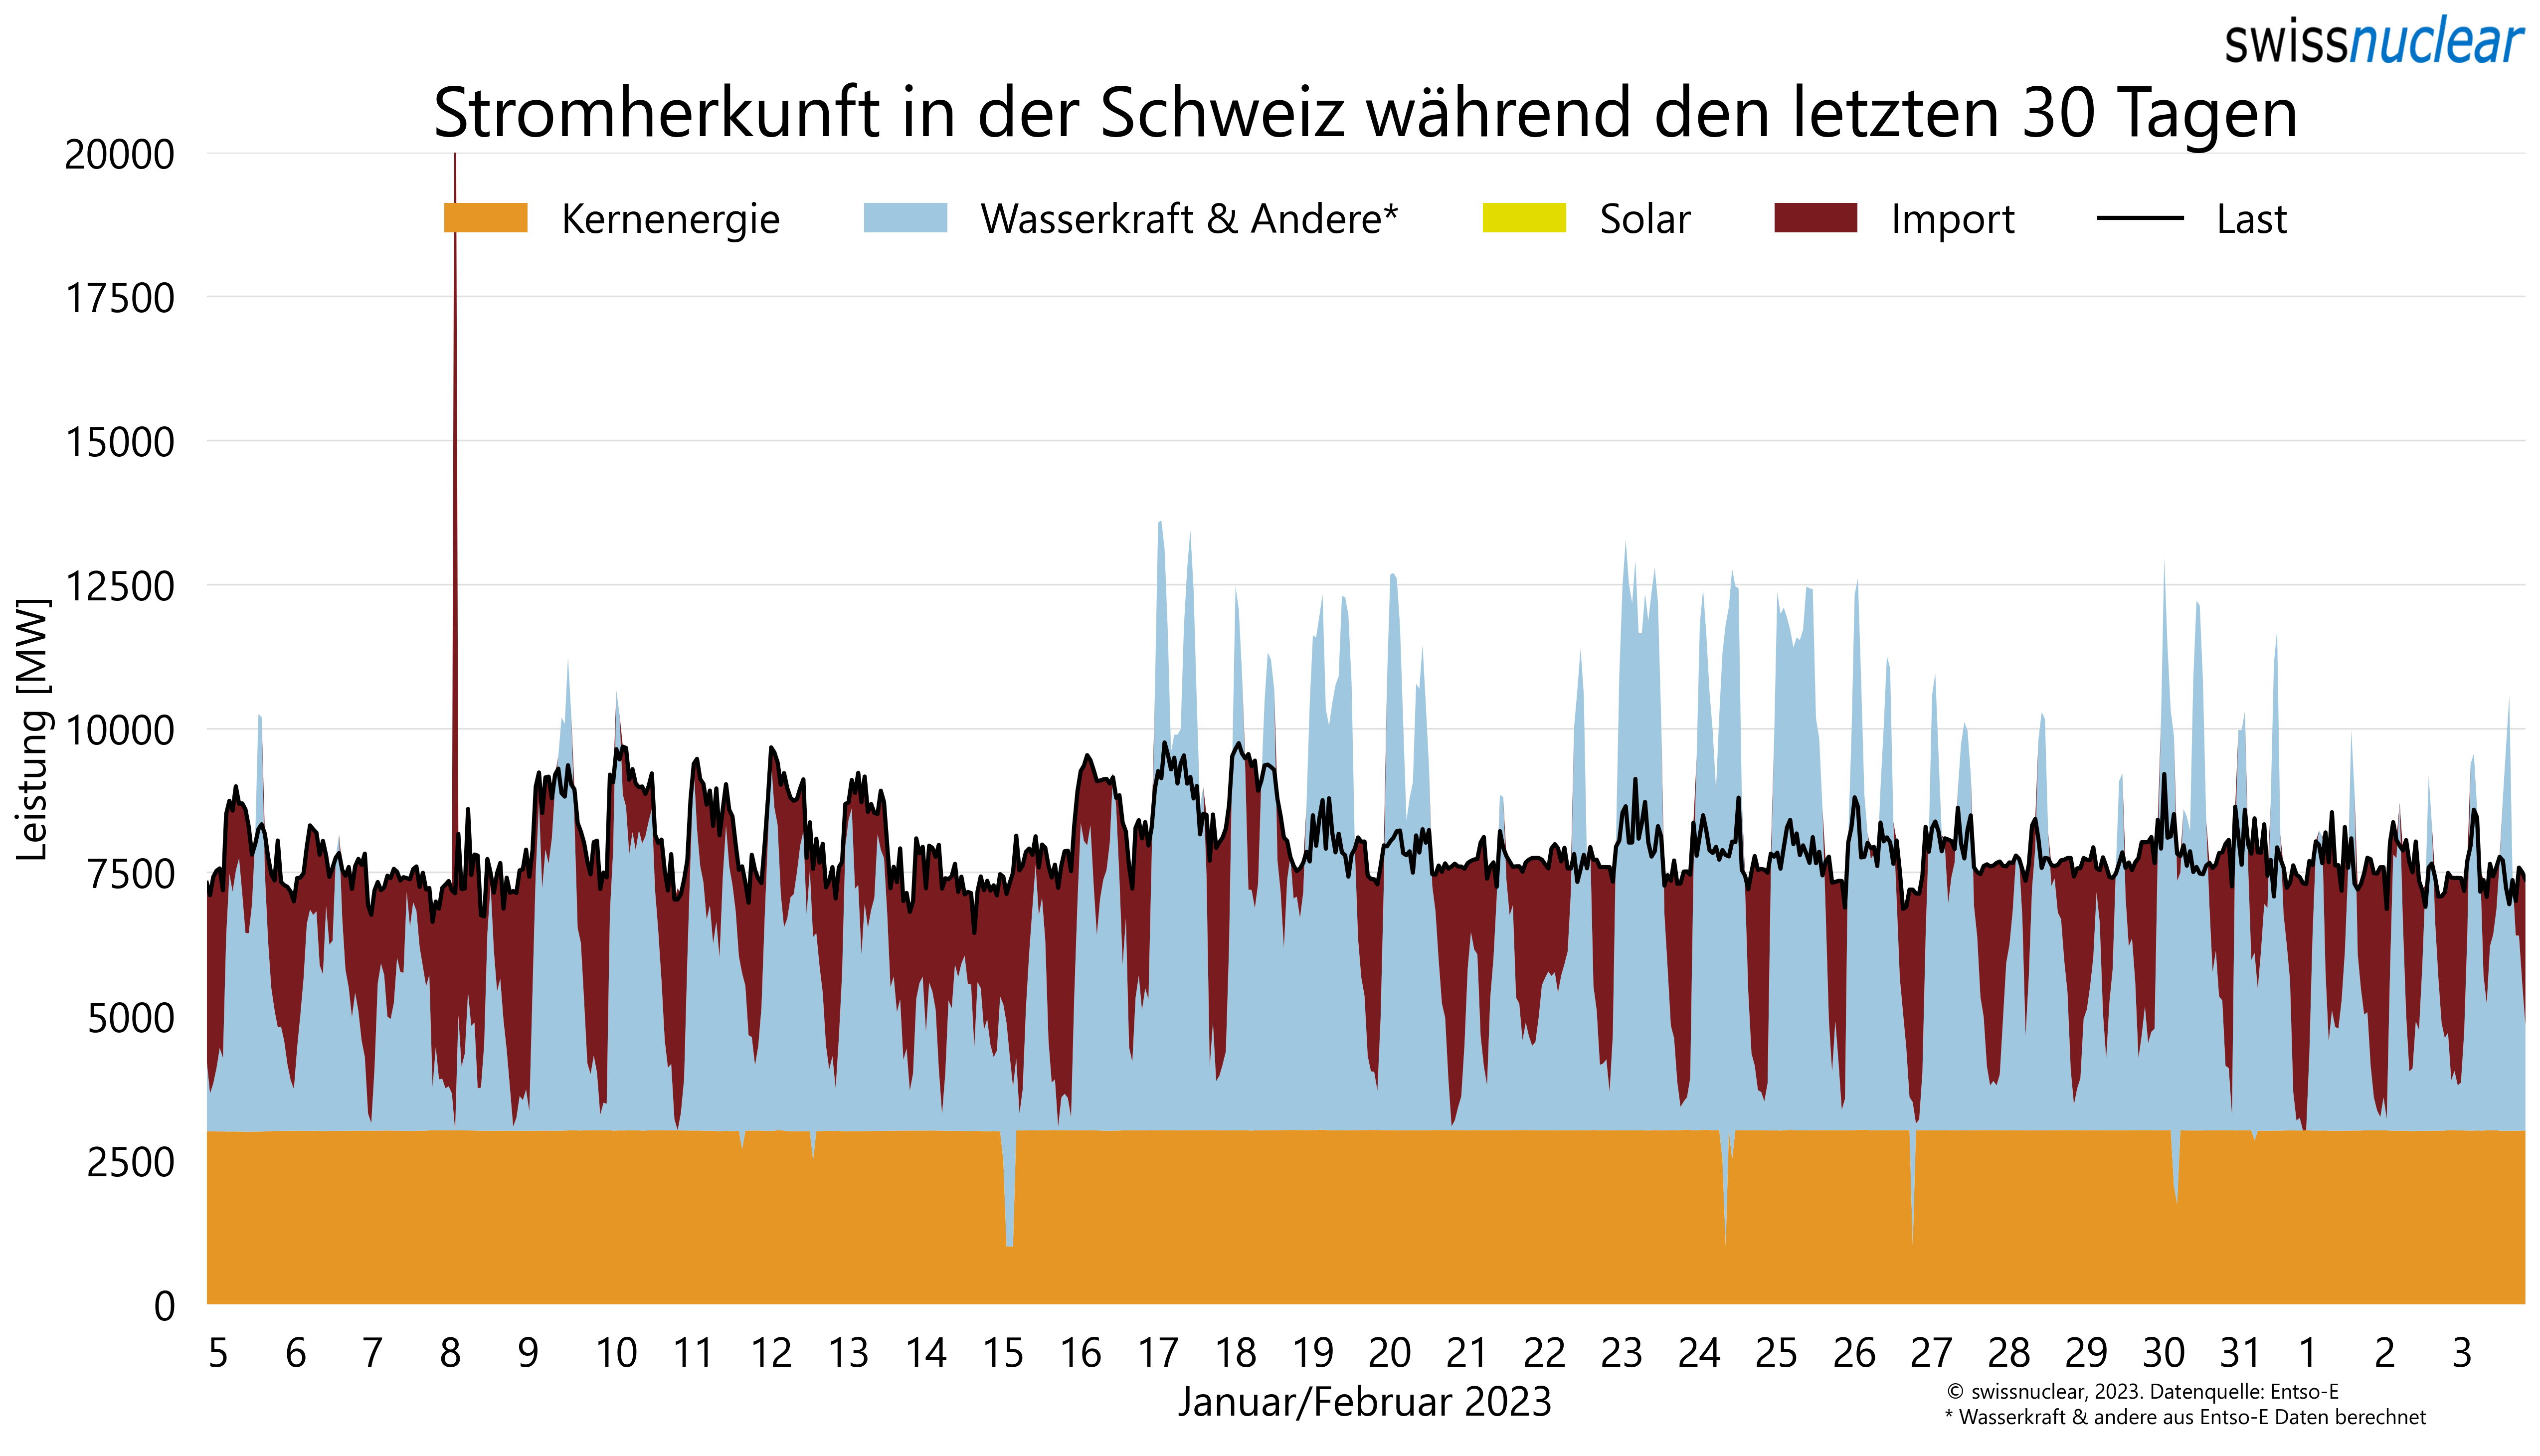 swissnuclear
Stromherkunft in der Schweiz während den letzten 30 Tagen
Kernenergie Wasserkraft & Andere* Solar Import Last
Leistung [MW]
20000
17500
15000
12500
10000
7500
5000
2500
0
5 6 7 8 9 10 11 12 13 14 15 16 17 18 19 20 21 22 23 24 25 26 27 28 29 30 31 1 2 3
Januar/Februar 2023
© swissnuclear, 2023. Datenquelle: Entso-E
* Wasserkraft & andere aus Entso-E Daten berechnet